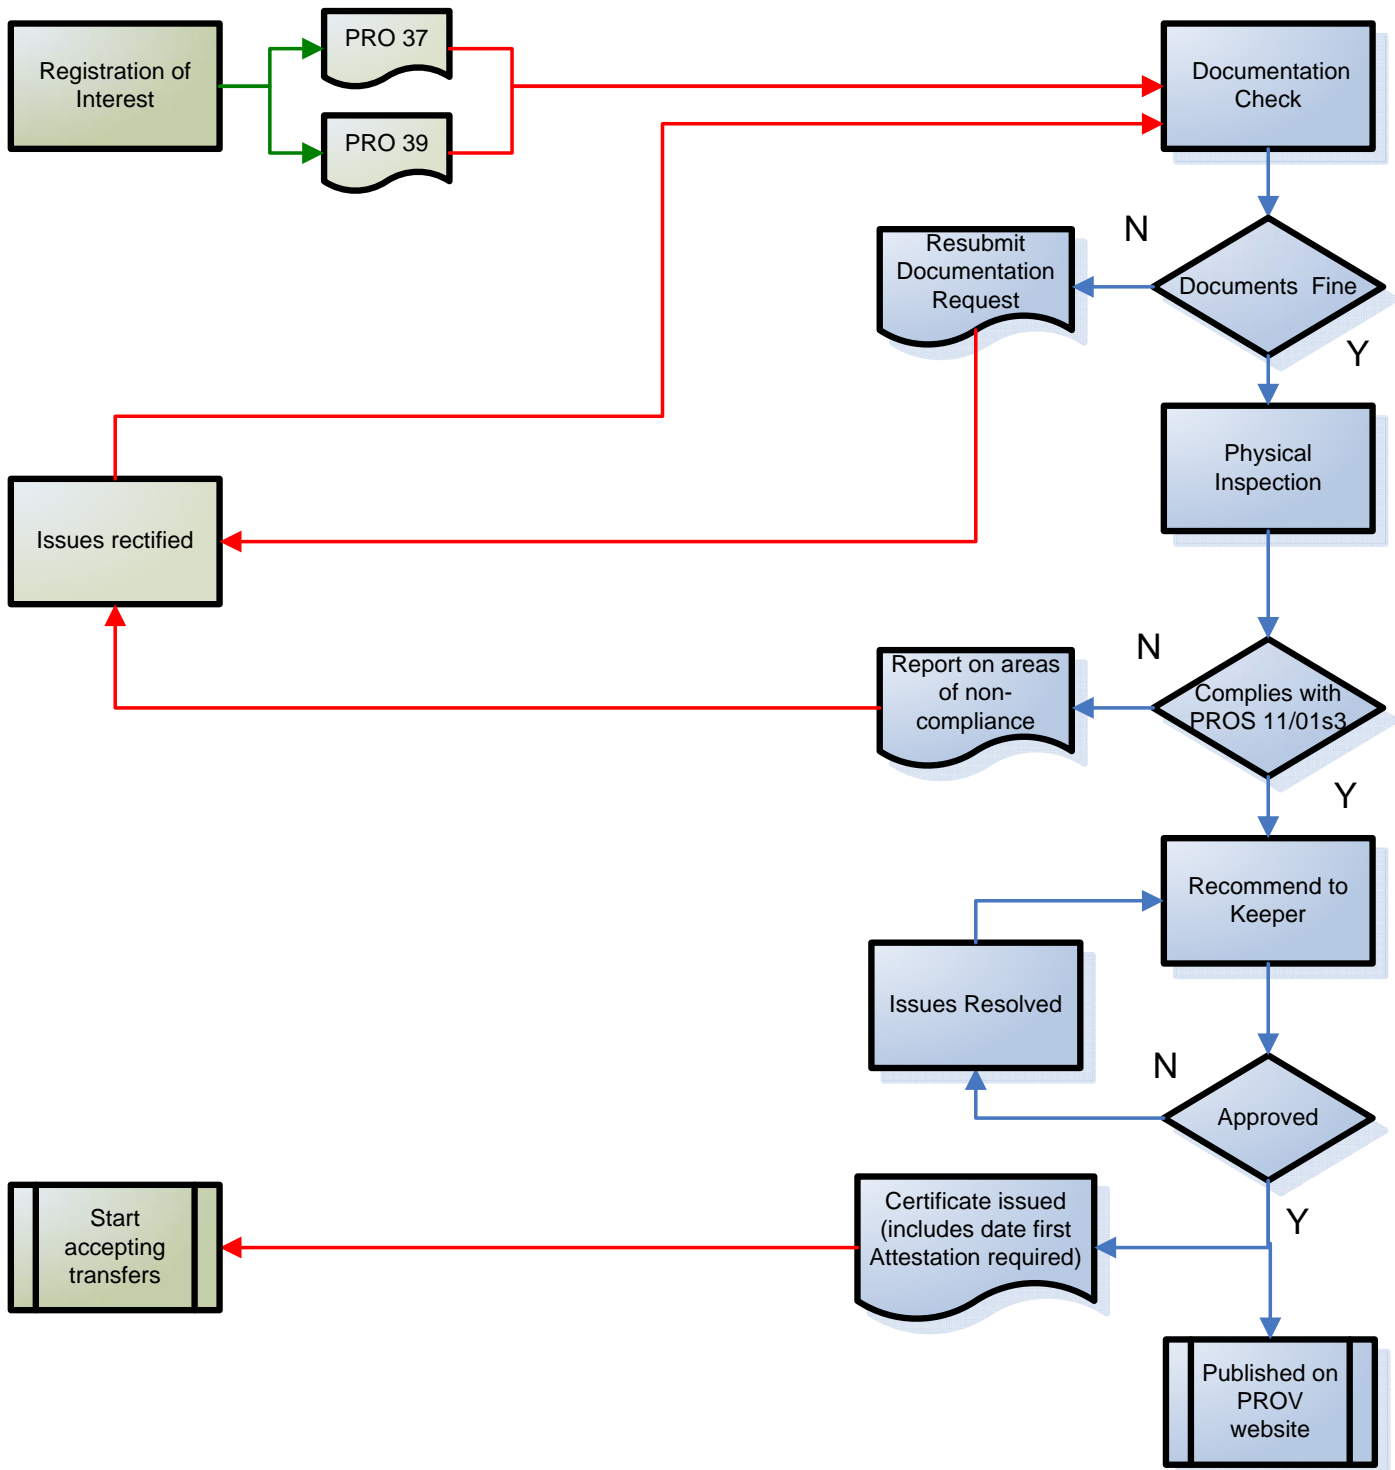 Registration of
Interest
PRO 37
PRO 39
Documentation
Check
N
Resubmit
Documentation
Request
Documents  Fine
Y
Physical
Inspection
Issues rectified
N
Report on areas
of non-
compliance
Complies with
PROS 11/01s3
Y
Recommend to
Keeper
Issues Resolved
N
Approved
Y
Certificate issued
(includes date first
Attestation required)
Start
accepting
transfers
Published on
PROV
website